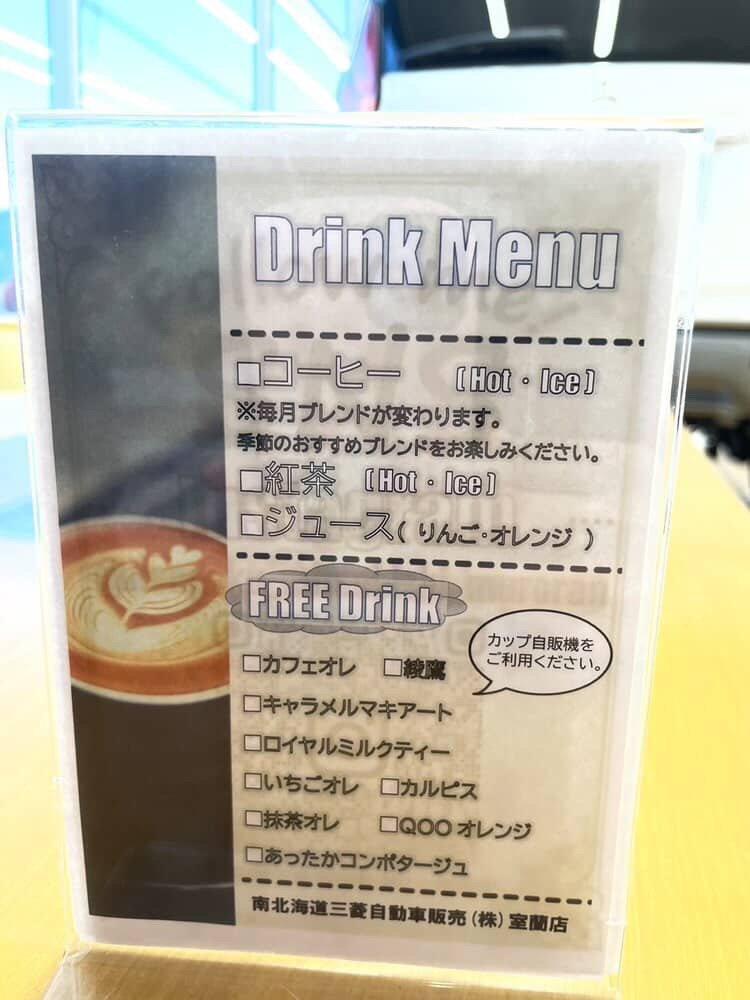 Drink Menu
■コーヒー [Hot・Ice]
※毎月ブレンドが変わります。
季節のおすすめブレンドをお楽しみください。
■紅茶 [Hot・Ice]
■ジュース(りんご・オレンジ)
FREE Drink
カップ自販機を
ご利用ください。
□カフェオレ □綾鷹
□キャラメルマキアート
□ロイヤルミルクティー
□いちごオレ □カルピス
□抹茶オレ □QOOオレンジ
□あったかコンポタージュ
南北海道三菱自動車販売(株)室蘭店